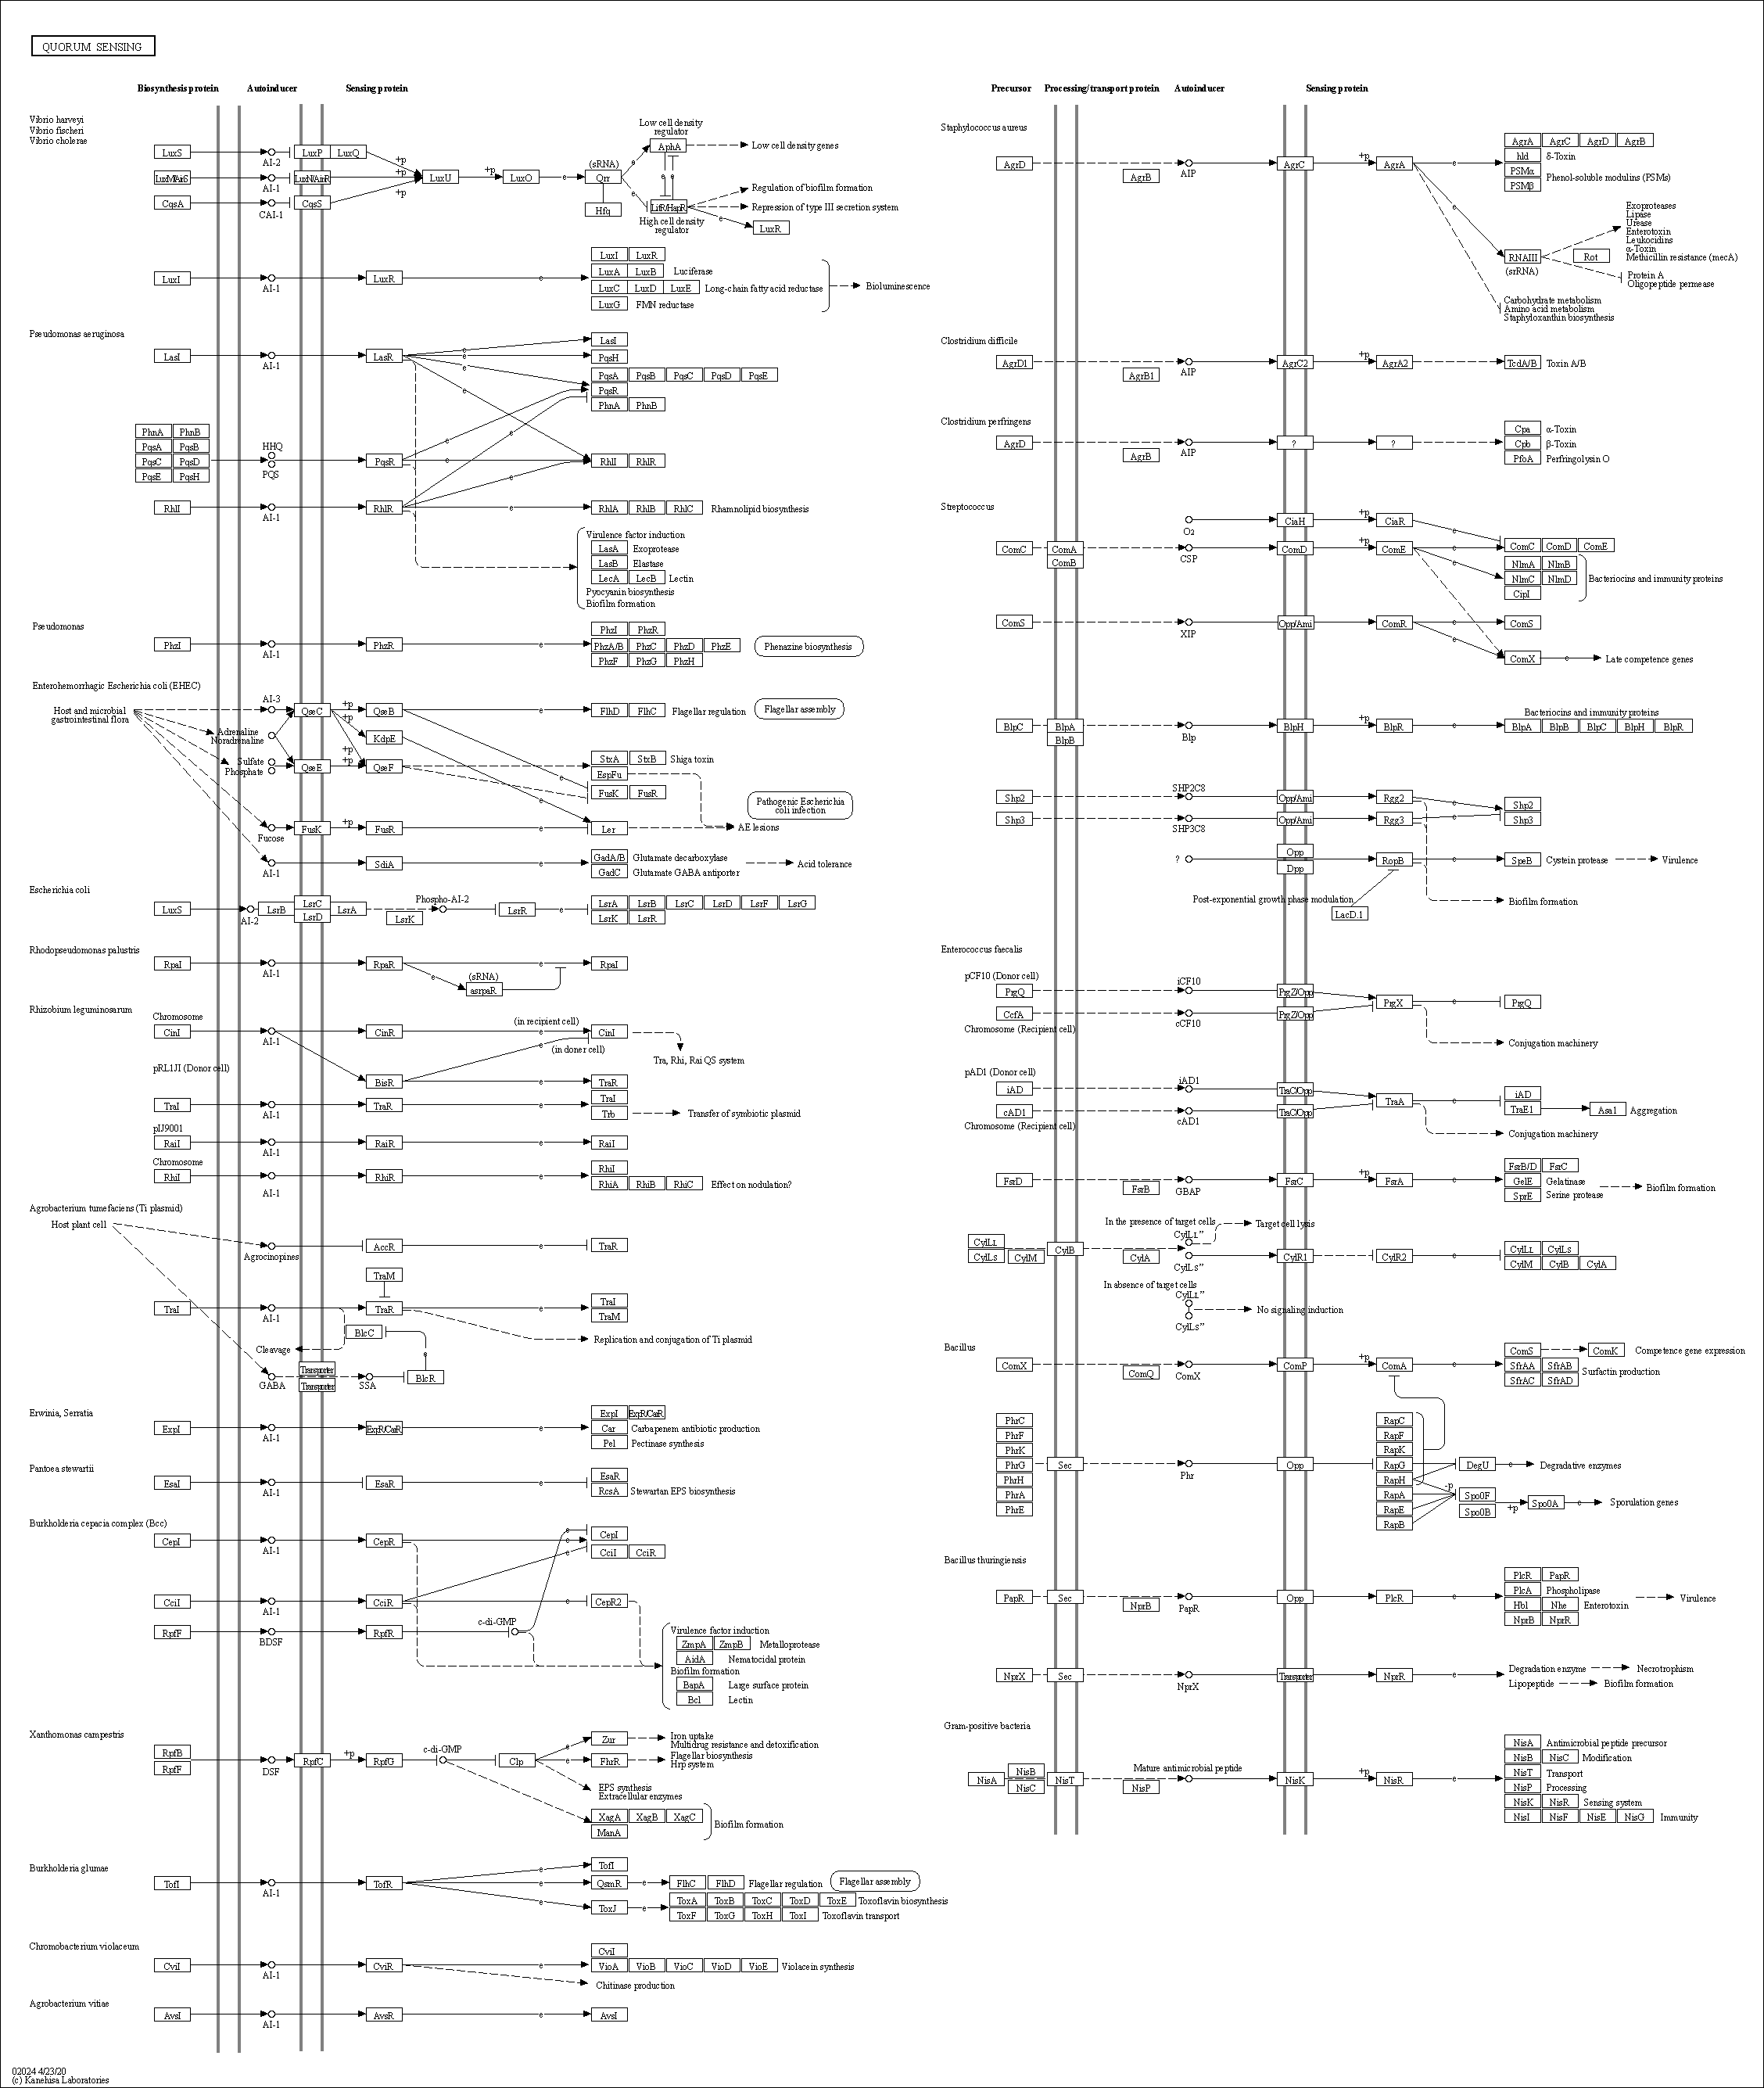 QUORUM SENSING
Biosynthesis protein Autoinducer Sensing protein
Vibrio harveyi
Vibrio fischeri
Vibrio cholerae
LuxS AI-2 LuxP LuxQ +p
LuxM/AinS AI-1 LuxN/AinR +p
CqsA CAI-1 CqsS +p
LuxU +p LuxO e (sRNA) Qrr Hfq
e e e e e
Low cell density
regulator
AphA Low cell density genes
Regulation of biofilm formation
LitR/HapR Repression of type III secretion system
High cell density
regulator
LuxR
LuxI AI-1 LuxR e
LuxI LuxR
LuxA LuxB Luciferase
LuxC LuxD LuxE Long-chain fatty acid reductase
LuxG FMN reductase
Bioluminescence
Pseudomonas aeruginosa
LasI AI-1 LasR e e e e
LasI
PqsH
PqsA PqsB PqsC PqsD PqsE
PqsR
PhnA PhnB
PhnA PhnB
PqsA PqsB
PqsC PqsD
PqsE PqsH
HHQ
PQS
PqsR e e e e
RhlI RhlR
RhlI AI-1 RhlR e
RhlA RhlB RhlC Rhamnolipid biosynthesis
Virulence factor induction
LasA Exoprotease
LasB Elastase
LecA LecB Lectin
Pyocyanin biosynthesis
Biofilm formation
Pseudomonas
PhzI AI-1 PhzR e
PhzI PhzR
PhzA/B PhzC PhzD PhzE
PhzF PhzG PhzH
Phenazine biosynthesis
Enterohemorrhagic Escherichia coli (EHEC)
Host and microbial
gastrointestinal flora
AI-3 QseC +p QseB e FlhD FlhC Flagellar regulation Flagellar assembly
Adrenaline
Noradrenaline
+p KdpE
Sulfate
Phosphate
QseE +p QseF
StxA StxB Shiga toxin
EspFu
e FusK FusR
e
Pathogenic Escherichia
coli infection
Fucose FusK +p FusR e Ler AE lesions
AI-1 SdiA e
GadA/B Glutamate decarboxylase
GadC Glutamate GABA antiporter
Acid tolerance
Escherichia coli
LuxS AI-2 LsrB LsrC LsrD LsrA LsrK Phospho-AI-2 LsrR e
LsrA LsrB LsrC LsrD LsrF LsrG
LsrK LsrR
Rhodopseudomonas palustris
RpaI AI-1 RpaR e RpaI
e (sRNA) asrpaR
Rhizobium leguminosarum
Chromosome
CinI AI-1 CinR e (in recipient cell) CinI
e (in doner cell)
Tra, Rhi, Rai QS system
pRL1JI (Donor cell)
BisR e TraR
TraI AI-1 TraR e
TraI
Trb Transfer of symbiotic plasmid
pIJ9001
RaiI AI-1 RaiR e RaiI
Chromosome
RhiI AI-1 RhiR e
RhiI
RhiA RhiB RhiC Effect on nodulation?
Agrobacterium tumefaciens (Ti plasmid)
Host plant cell
Agrocinopines AccR e TraR
TraM
TraI AI-1 TraR e
TraI
TraM
BlcC
Replication and conjugation of Ti plasmid
Cleavage e
GABA Transporter Transporter SSA BlcR
Erwinia, Serratia
ExpI AI-1 ExpR/CarR e
ExpI ExpR/CarR
Car Carbapenem antibiotic production
Pel Pectinase synthesis
Pantoea stewartii
EsaI AI-1 EsaR e
EsaR
RcsA Stewartan EPS biosynthesis
Burkholderia cepacia complex (Bcc)
CepI AI-1 CepR e e e
CepI
CciI CciR
CciI AI-1 CciR e CepR2
RpfF BDSF RpfR c-di-GMP
Virulence factor induction
ZmpA ZmpB Metalloprotease
AidA Nematocidal protein
Biofilm formation
BapA Large surface protein
Bcl Lectin
Xanthomonas campestris
RpfB
RpfF
DSF RpfC +p RpfG c-di-GMP Clp e e
Zur Iron uptake
Multidrug resistance and detoxification
FhrR Flagellar biosynthesis
Hrp system
EPS synthesis
Extracellular enzymes
XagA XagB XagC
ManA
Biofilm formation
Burkholderia glumae
TofI AI-1 TofR e e e
TofI
QsmR e FlhC FlhD Flagellar regulation Flagellar assembly
ToxJ e
ToxA ToxB ToxC ToxD ToxE Toxoflavin biosynthesis
ToxF ToxG ToxH ToxI Toxoflavin transport
Chromobacterium violaceum
CviI AI-1 CviR e
CviI
VioA VioB VioC VioD VioE Violacein synthesis
Chitinase production
Agrobacterium vitiae
AvsI AI-1 AvsR e AvsI
02024 4/23/20
(c) Kanehisa Laboratories
Precursor Processing/transport protein Autoinducer Sensing protein
Staphylococcus aureus
AgrD AgrB AIP AgrC +p AgrA e
AgrA AgrC AgrD AgrB
hld δ-Toxin
PSMα
PSMβ
Phenol-soluble modulins (PSMs)
e
RNAIII
(srRNA)
Rot
Exoproteases
Lipase
Urease
Enterotoxin
Leukocidins
α-Toxin
Methicillin resistance (mecA)
Protein A
Oligopeptide permease
Carbohydrate metabolism
Amino acid metabolism
Staphyloxanthin biosynthesis
Clostridium difficile
AgrD1 AgrB1 AIP AgrC2 +p AgrA2 TcdA/B Toxin A/B
Clostridium perfringens
AgrD AgrB AIP ? ?
Cpa α-Toxin
Cpb β-Toxin
PfoA Perfringolysin O
Streptococcus
O2 CiaH +p CiaR e
ComC ComA ComB CSP ComD +p ComE e e
ComC ComD ComE
NlmA NlmB
NlmC NlmD
CipI
Bacteriocins and immunity proteins
ComS XIP Opp/Ami ComR e ComS
e ComX e Late competence genes
Bacteriocins and immunity proteins
BlpC BlpA BlpB Blp BlpH +p BlpR e BlpA BlpB BlpC BlpH BlpR
Shp2 SHP2C8 Opp/Ami Rgg2 e Shp2
Shp3 SHP3C8 Opp/Ami Rgg3 e Shp3
? Opp Dpp RopB e SpeB Cystein protease Virulence
Post-exponential growth phase modulation
LacD.1
Biofilm formation
Enterococcus faecalis
pCF10 (Donor cell)
PrgQ iCF10 PrgZ/Opp PrgX e PrgQ
CcfA cCF10 PrgZ/Opp
Chromosome (Recipient cell)
Conjugation machinery
pAD1 (Donor cell)
iAD iAD1 TraC/Opp TraA e iAD
cAD1 cAD1 TraC/Opp TraE1 Asa1 Aggregation
Chromosome (Recipient cell)
Conjugation machinery
FsrD FsrB GBAP FsrC +p FsrA e
FsrB/D FsrC
GelE Gelatinase
SprE Serine protease
Biofilm formation
In the presence of target cells Target cell lysis
CylLL CylLS CylM CylB CylA CylLL" CylLS" CylR1 CylR2 e
CylLL CylLS
CylM CylB CylA
In absence of target cells
CylLL"
No signaling induction
CylLS"
Bacillus
ComX ComQ ComX ComP +p ComA e
ComS ComK Competence gene expression
SfrAA SfrAB
SfrAC SfrAD
Surfactin production
PhrC
PhrF
PhrK
PhrG
PhrH
PhrA
PhrE
Sec Phr Opp
RapC
RapF
RapK
RapG
RapH
RapA
RapE
RapB
DegU e Degradative enzymes
-p Spo0F
Spo0B
+p Spo0A e Sporulation genes
Bacillus thuringiensis
PapR Sec NprB PapR Opp PlcR e
PlcR PapR
PlcA Phospholipase
Hbl Nhe Enterotoxin
NprB NprR
Virulence
NprX Sec NprX Transporter NprR e
Degradation enzyme Necrotrophism
Lipopeptide Biofilm formation
Gram-positive bacteria
NisA NisB NisC NisT NisP Mature antimicrobial peptide NisK +p NisR e
NisA Antimicrobial peptide precursor
NisB NisC Modification
NisT Transport
NisP Processing
NisK NisR Sensing system
NisI NisF NisE NisG Immunity